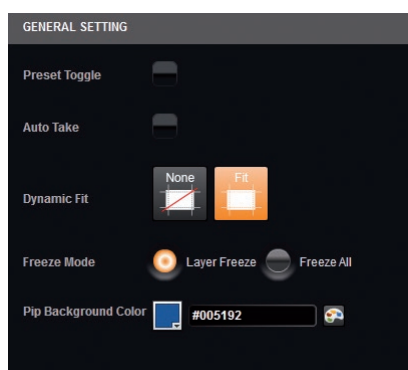 GENERAL SETTING
Preset Toggle
Auto Take
Dynamic Fit None Fit
Freeze Mode Layer Freeze Freeze All
Pip Background Color #005192